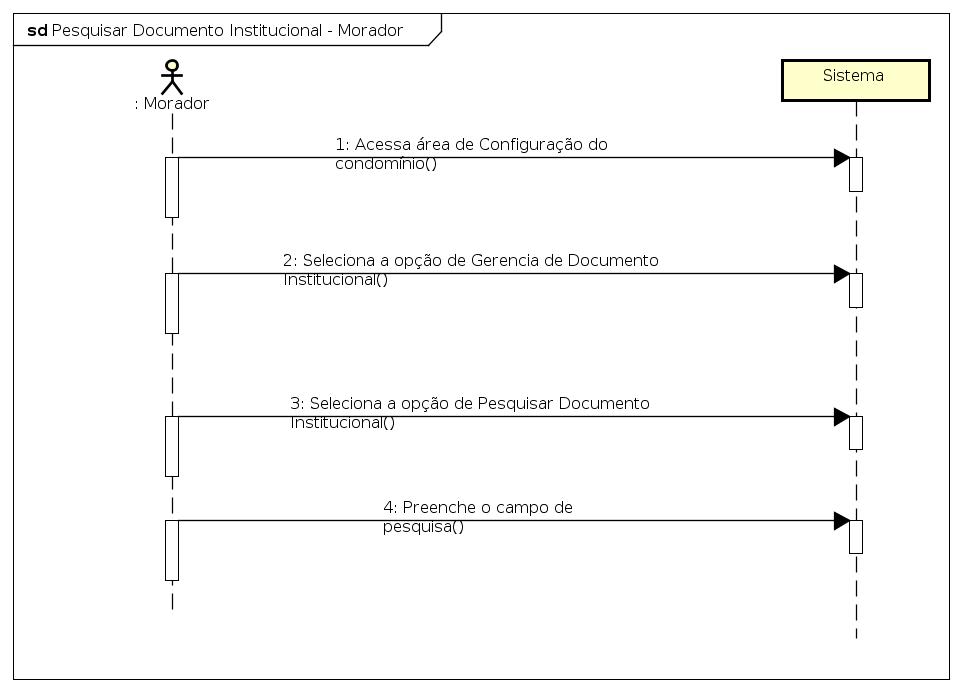 sd Pesquisar Documento Institucional - Morador
: Morador
Sistema
1: Acessa área de Configuração do
condomínio()
2: Seleciona a opção de Gerencia de Documento
Institucional()
3: Seleciona a opção de Pesquisar Documento
Institucional()
4: Preenche o campo de
pesquisa()